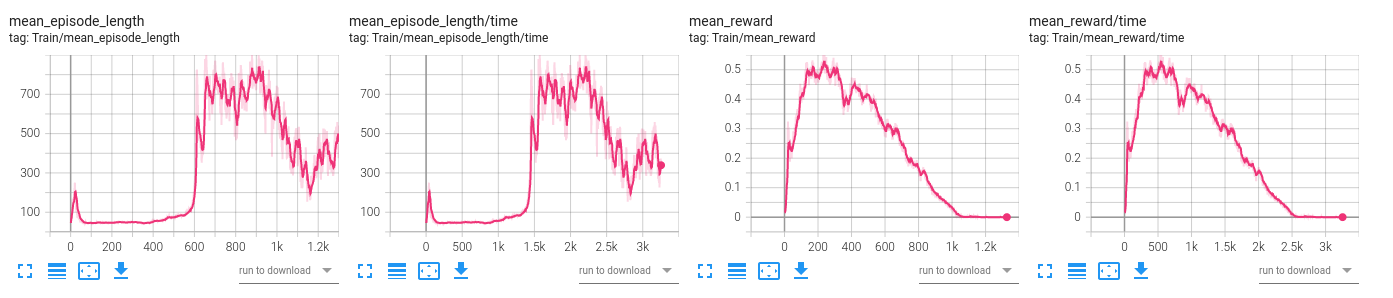 mean_episode_length
tag: Train/mean_episode_length
700
500
300
100
0 200 400 600 800 1k 1.2k
run to download
mean_episode_length/time
tag: Train/mean_episode_length/time
700
500
300
100
0 500 1k 1.5k 2k 2.5k 3k
run to download
mean_reward
tag: Train/mean_reward
0.5
0.4
0.3
0.2
0.1
0
0 200 400 600 800 1k 1.2k
run to download
mean_reward/time
tag: Train/mean_reward/time
0.5
0.4
0.3
0.2
0.1
0
0 500 1k 1.5k 2k 2.5k 3k
run to download